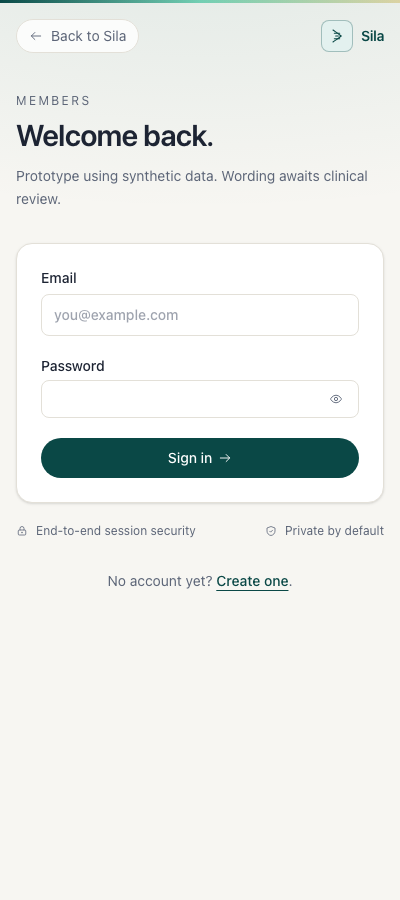 Back to Sila
Sila
MEMBERS
Welcome back.
Prototype using synthetic data. Wording awaits clinical
review.
Email
you@example.com
Password
Sign in →
End-to-end session security
Private by default
No account yet? Create one.